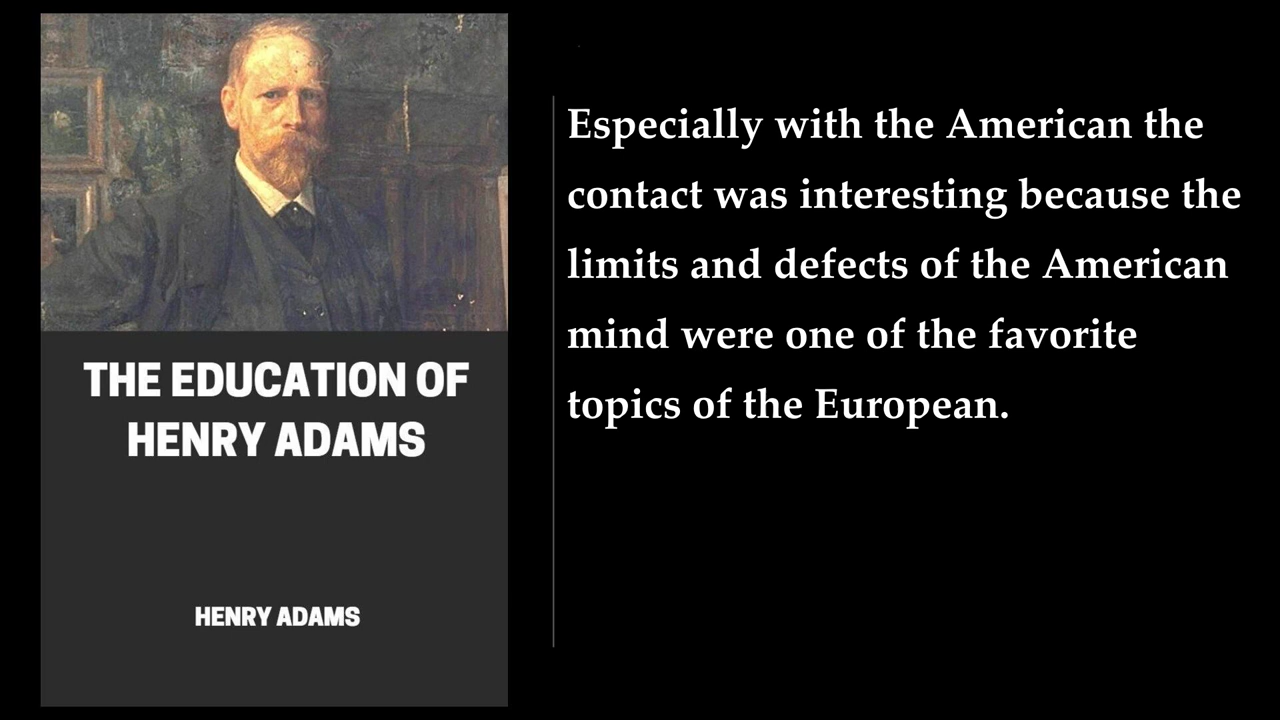 THE EDUCATION OF
HENRY ADAMS
HENRY ADAMS
Especially with the American the
contact was interesting because the
limits and defects of the American
mind were one of the favorite
topics of the European.